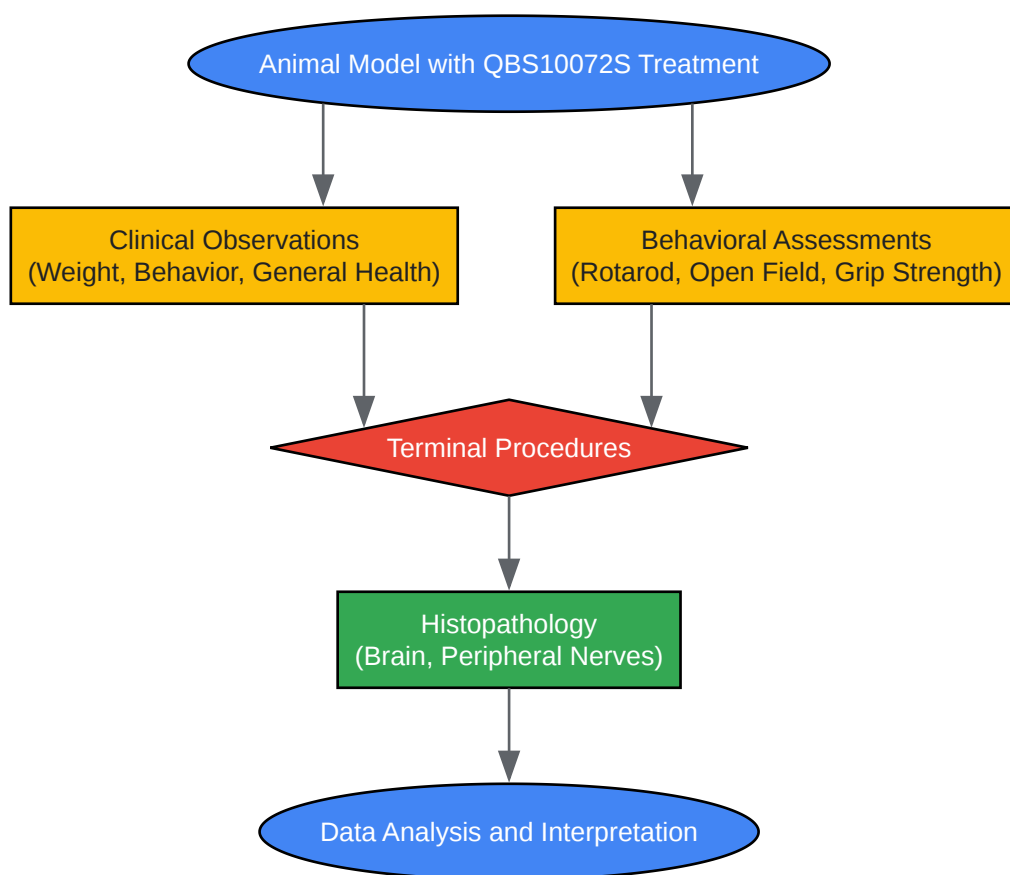 Animal Model with QBS10072S Treatment
Clinical Observations
(Weight, Behavior, General Health)
Behavioral Assessments
(Rotarod, Open Field, Grip Strength)
Terminal Procedures
Histopathology
(Brain, Peripheral Nerves)
Data Analysis and Interpretation